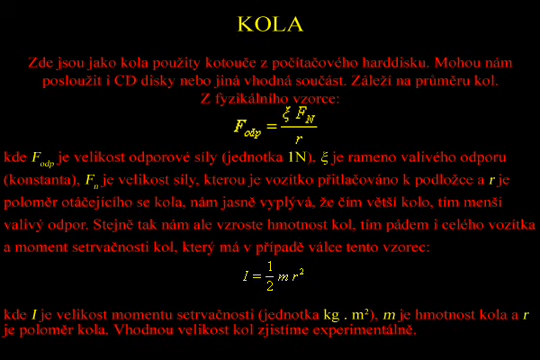 KOLA
Zde jsou jako kola použity kotouče z počítačového harddisku. Mohou nám
posloužit i CD disky nebo jiná vhodná součást. Záleží na průměru kol.
Z fyzikálního vzorce:
F_odp = ξ F_N / r
kde F_odp je velikost odporové síly (jednotka 1N), ξ je rameno valivého odporu
(konstanta), F_n je velikost síly, kterou je vozítko přitlačováno k podložce a r je
poloměr otáčejícího se kola, nám jasně vyplývá, že čím větší kolo, tím menší
valivý odpor. Stejně tak nám ale vzroste hmotnost kol, tím pádem i celého vozítka
a moment setrvačnosti kol, který má v případě válce tento vzorec:
I = 1/2 m r²
kde I je velikost momentu setrvačnosti (jednotka kg . m²), m je hmotnost kola a r
je poloměr kola. Vhodnou velikost kol zjistíme experimentálně.